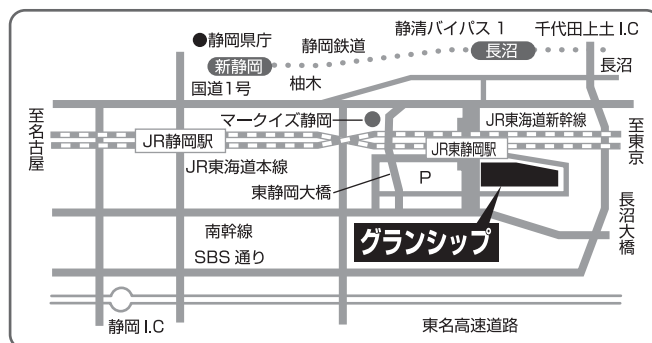 静清バイパス 1
千代田上土 I.C
●静岡県庁
静岡鉄道
新静岡
長沼
長沼
国道1号
柚木
マークイズ静岡
JR東海道新幹線
至名古屋
JR静岡駅
JR東静岡駅
至東京
JR東海道本線
東静岡大橋
P
長沼大橋
グランシップ
南幹線
SBS 通り
静岡 I.C
東名高速道路